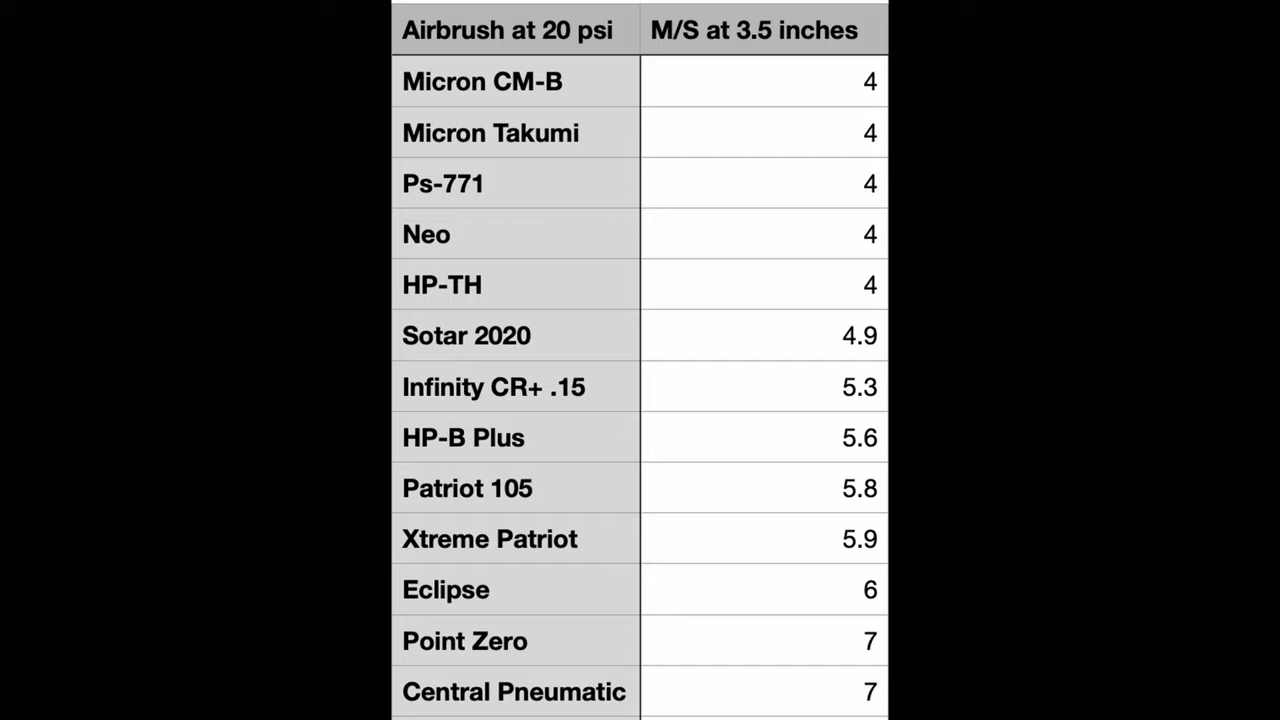 Airbrush at 20 psi M/S at 3.5 inches
Micron CM-B 4
Micron Takumi 4
Ps-771 4
Neo 4
HP-TH 4
Sotar 2020 4.9
Infinity CR+ .15 5.3
HP-B Plus 5.6
Patriot 105 5.8
Xtreme Patriot 5.9
Eclipse 6
Point Zero 7
Central Pneumatic 7